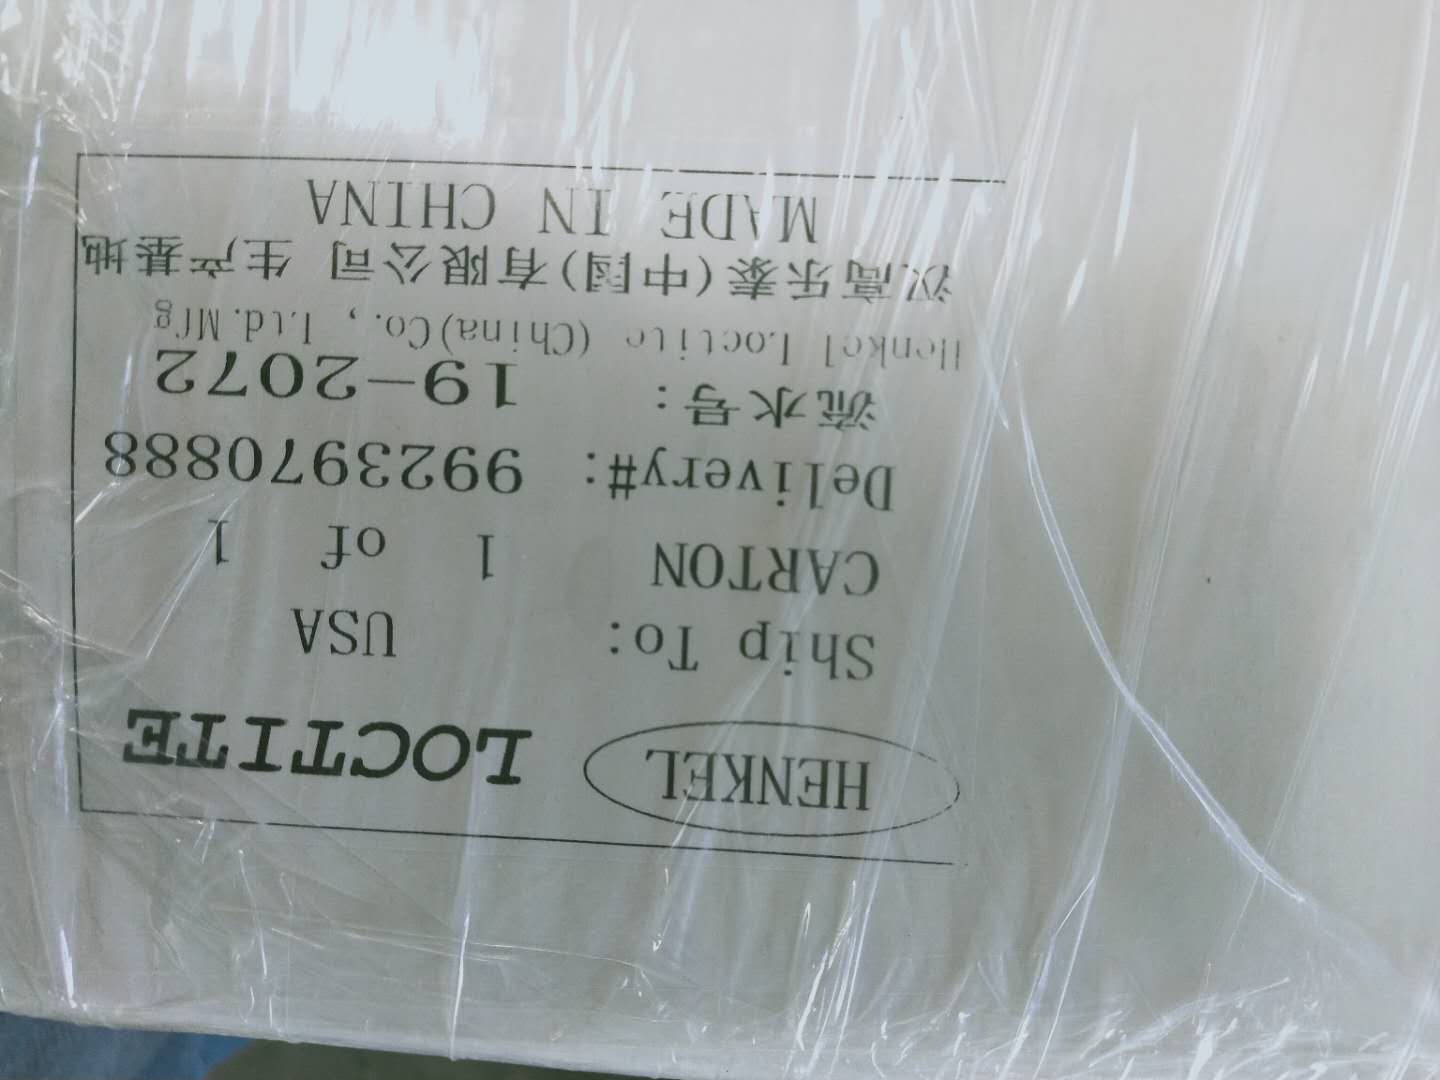 HENKEL LOCTITE
Ship To: USA
CARTON 1 of 1
Delivery#: 9923970888
流水号: 19-2072
Henkel Loctite (China)Co., Ltd.Mfg
汉高乐泰(中国)有限公司 生产基地
MADE IN CHINA